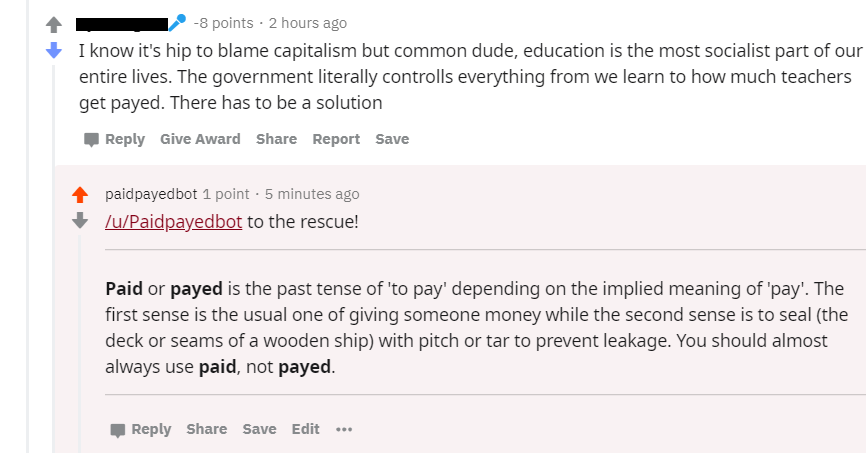 -8 points · 2 hours ago
I know it's hip to blame capitalism but common dude, education is the most socialist part of our
entire lives. The government literally controlls everything from we learn to how much teachers
get payed. There has to be a solution
Reply Give Award Share Report Save
paidpayedbot 1 point · 5 minutes ago
/u/Paidpayedbot to the rescue!
Paid or payed is the past tense of 'to pay' depending on the implied meaning of 'pay'. The
first sense is the usual one of giving someone money while the second sense is to seal (the
deck or seams of a wooden ship) with pitch or tar to prevent leakage. You should almost
always use paid, not payed.
Reply Share Save Edit •••